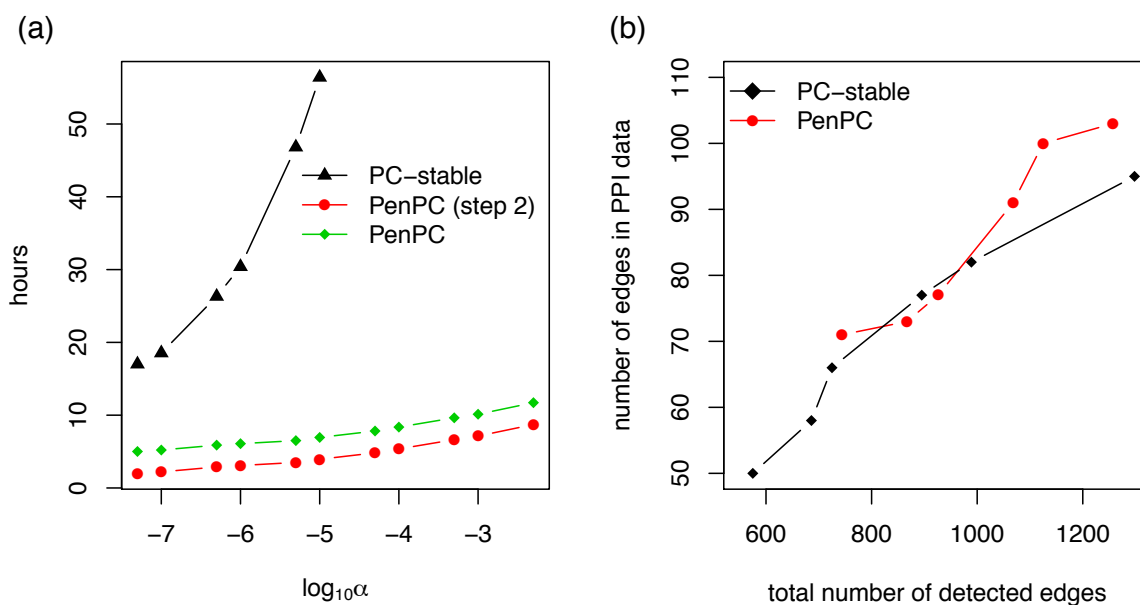 (a)
50
40
30
20
10
0
hours
PC−stable
PenPC (step 2)
PenPC
−7
−6
−5
−4
−3
log10α
(b)
110
100
90
80
70
60
50
number of edges in PPI data
PC−stable
PenPC
600
800
1000
1200
total number of detected edges